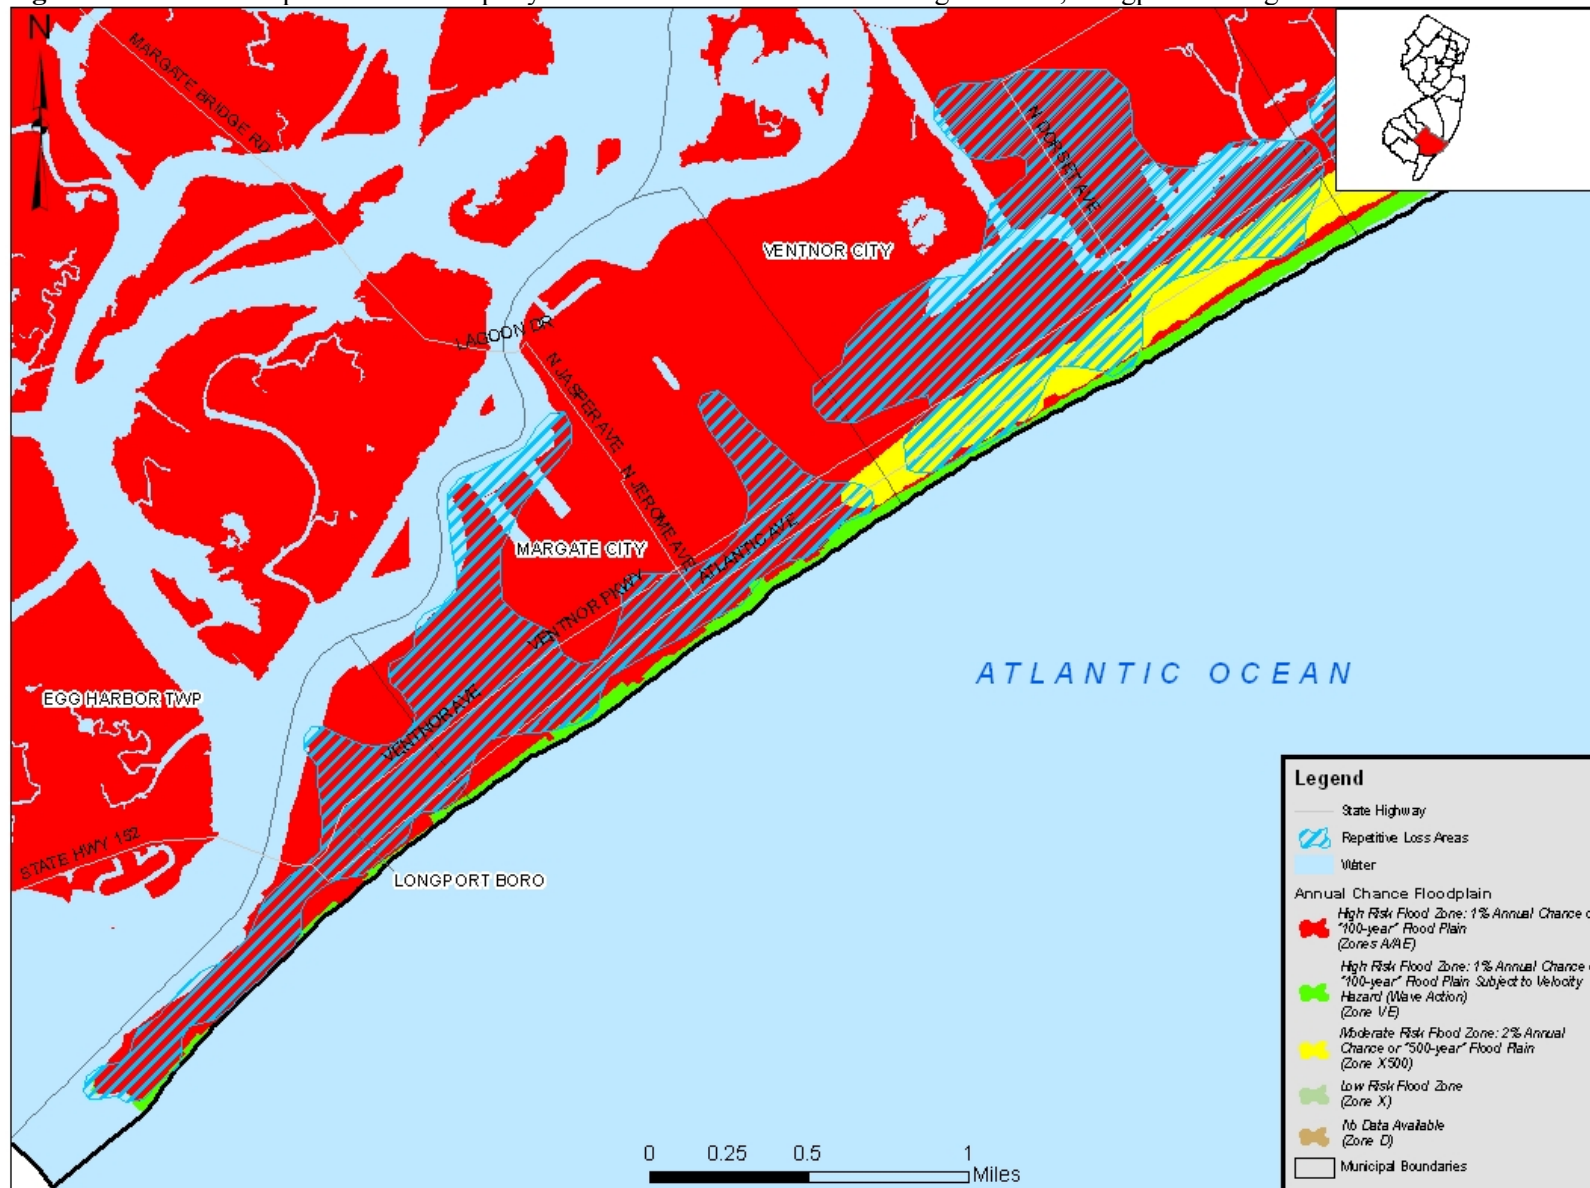 N
MARGATE BRIDGE RD
N DORSET AVE
VENTNOR CITY
LAGOON DR
N JASPER AVE
N JEROME AVE
MARGATE CITY
ATLANTIC AVE
VENTNOR PKWY
ATLANTIC OCEAN
EGG HARBOR TWP
VENTNOR AVE
STATE HWY 152
LONGPORT BORO
0 0.25 0.5 1
Miles
Legend
State Highway
Repetitive Loss Areas
Water
Annual Chance Floodplain
High Risk Flood Zone: 1% Annual Chance
"100-year" Flood Plain
(Zones A/AE)
High Risk Flood Zone: 1% Annual Chance
"100-year" Flood Plain Subject to Velocity
Hazard (Wave Action)
(Zone VE)
Moderate Risk Flood Zone: 2% Annual
Chance or "500-year" Flood Plain
(Zone X500)
Low Risk Flood Zone
(Zone X)
No Data Available
(Zone D)
Municipal Boundaries